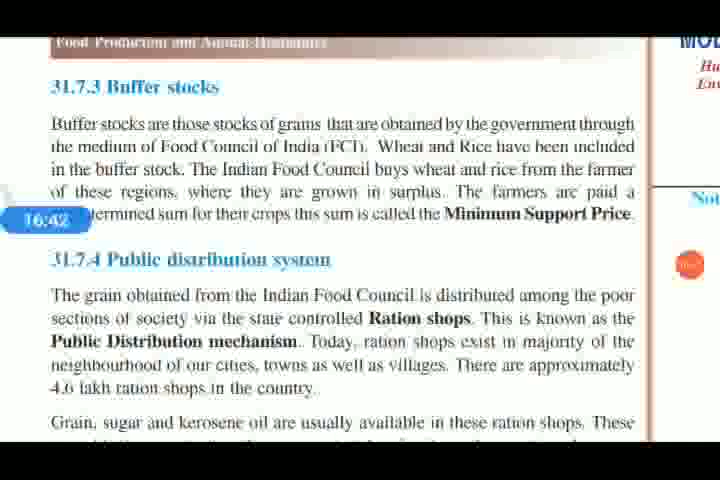 Food Production and Animal Husbandry
MOD
Hu
Env
31.7.3 Buffer stocks
Buffer stocks are those stocks of grams that are obtained by the government through
the medium of Food Council of India (FCI). Wheat and Rice have been included
in the buffer stock. The Indian Food Council buys wheat and rice from the farmer
of these regions, where they are grown in surplus. The farmers are paid a
termined sum for their crops this sum is called the Minimum Support Price.
16:42
Not
31.7.4 Public distribution system
The grain obtained from the Indian Food Council is distributed among the poor
sections of society via the state controlled Ration shops. This is known as the
Public Distribution mechanism. Today, ration shops exist in majority of the
neighbourhood of our cities, towns as well as villages. There are approximately
4.6 lakh ration shops in the country.
Grain, sugar and kerosene oil are usually available in these ration shops. These